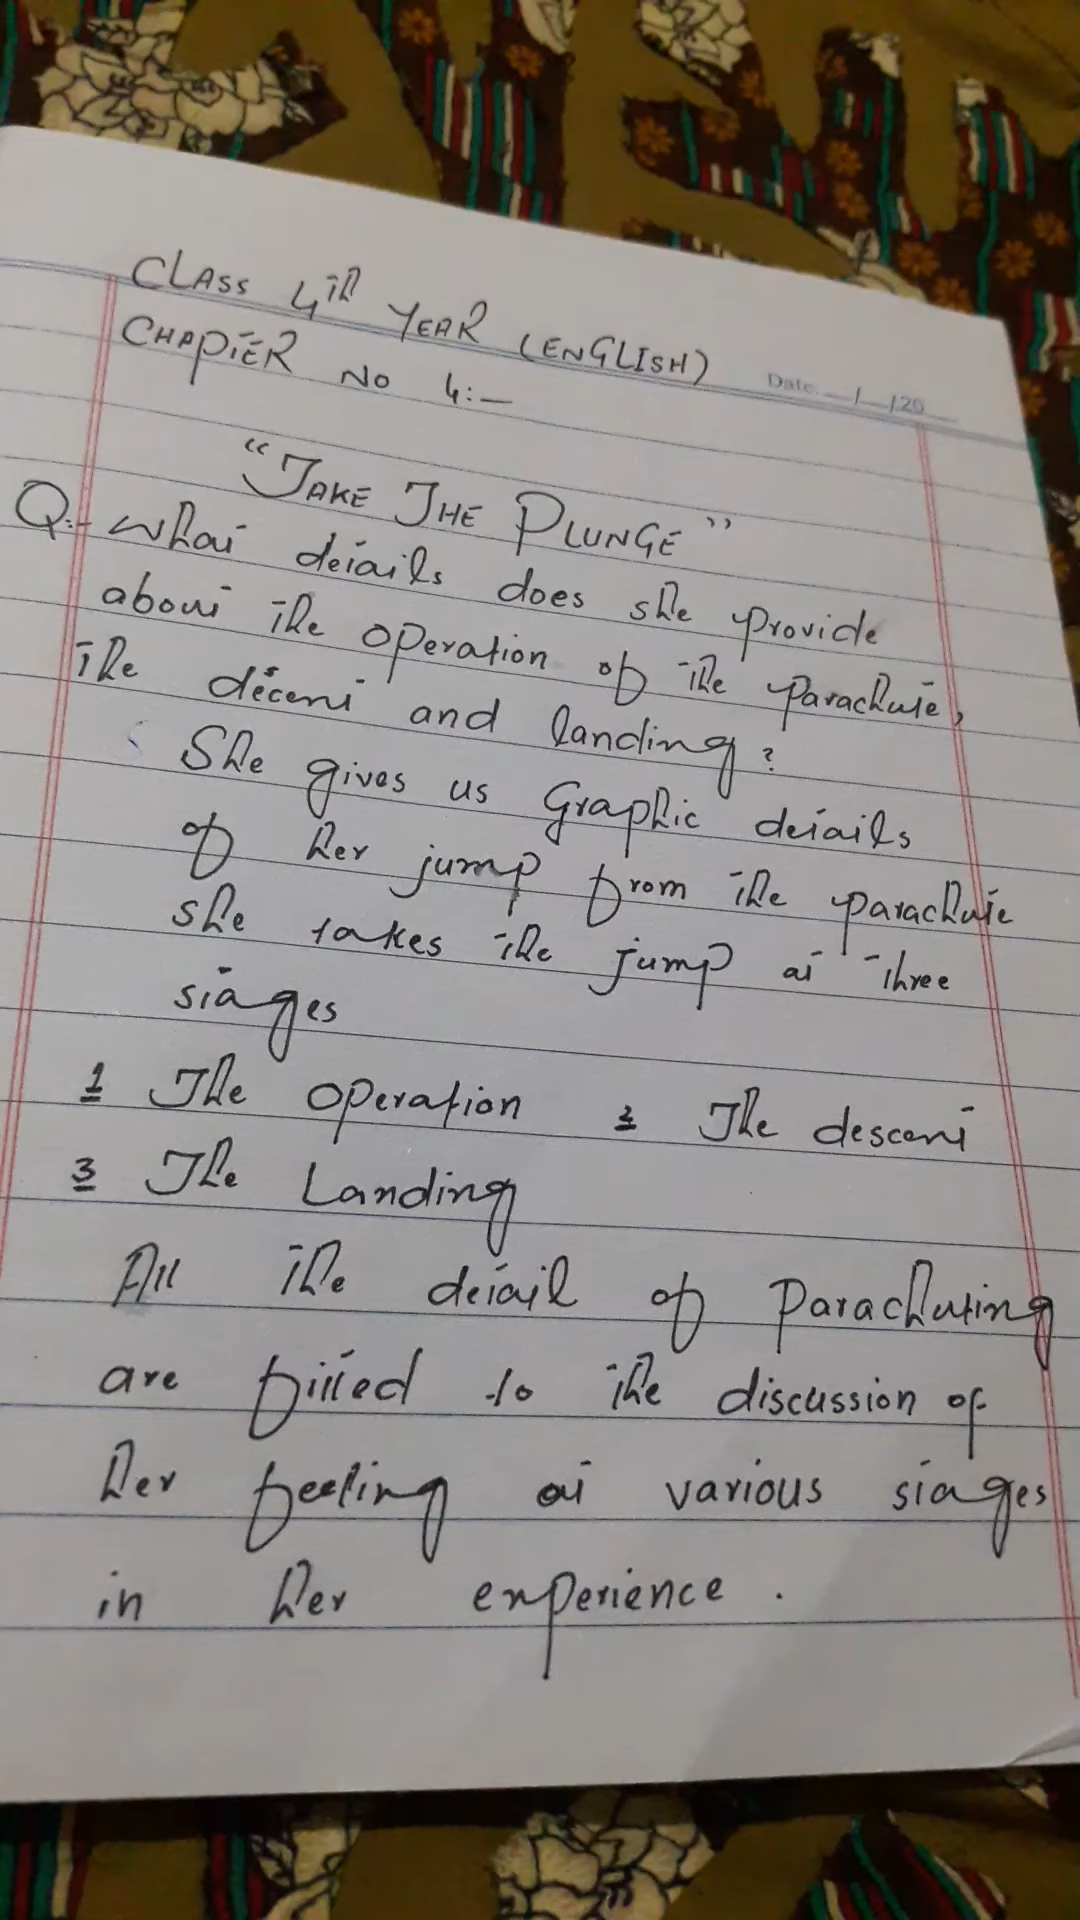 CLASS 4th YEAR (ENGLISH)
CHAPTER NO 4:-
Date: __/__/20__
"TAKE THE PLUNGE"
Q:- what details does she provide
about the operation of the parachute,
the decent and landing?
She gives us Graphic details
of her jump from the parachute
she takes the jump at three
stages
1 The operation 2 The descent
3 The Landing
All the detail of Parachuting
are fitted to the discussion of
her feeling at various stages
in her experience.